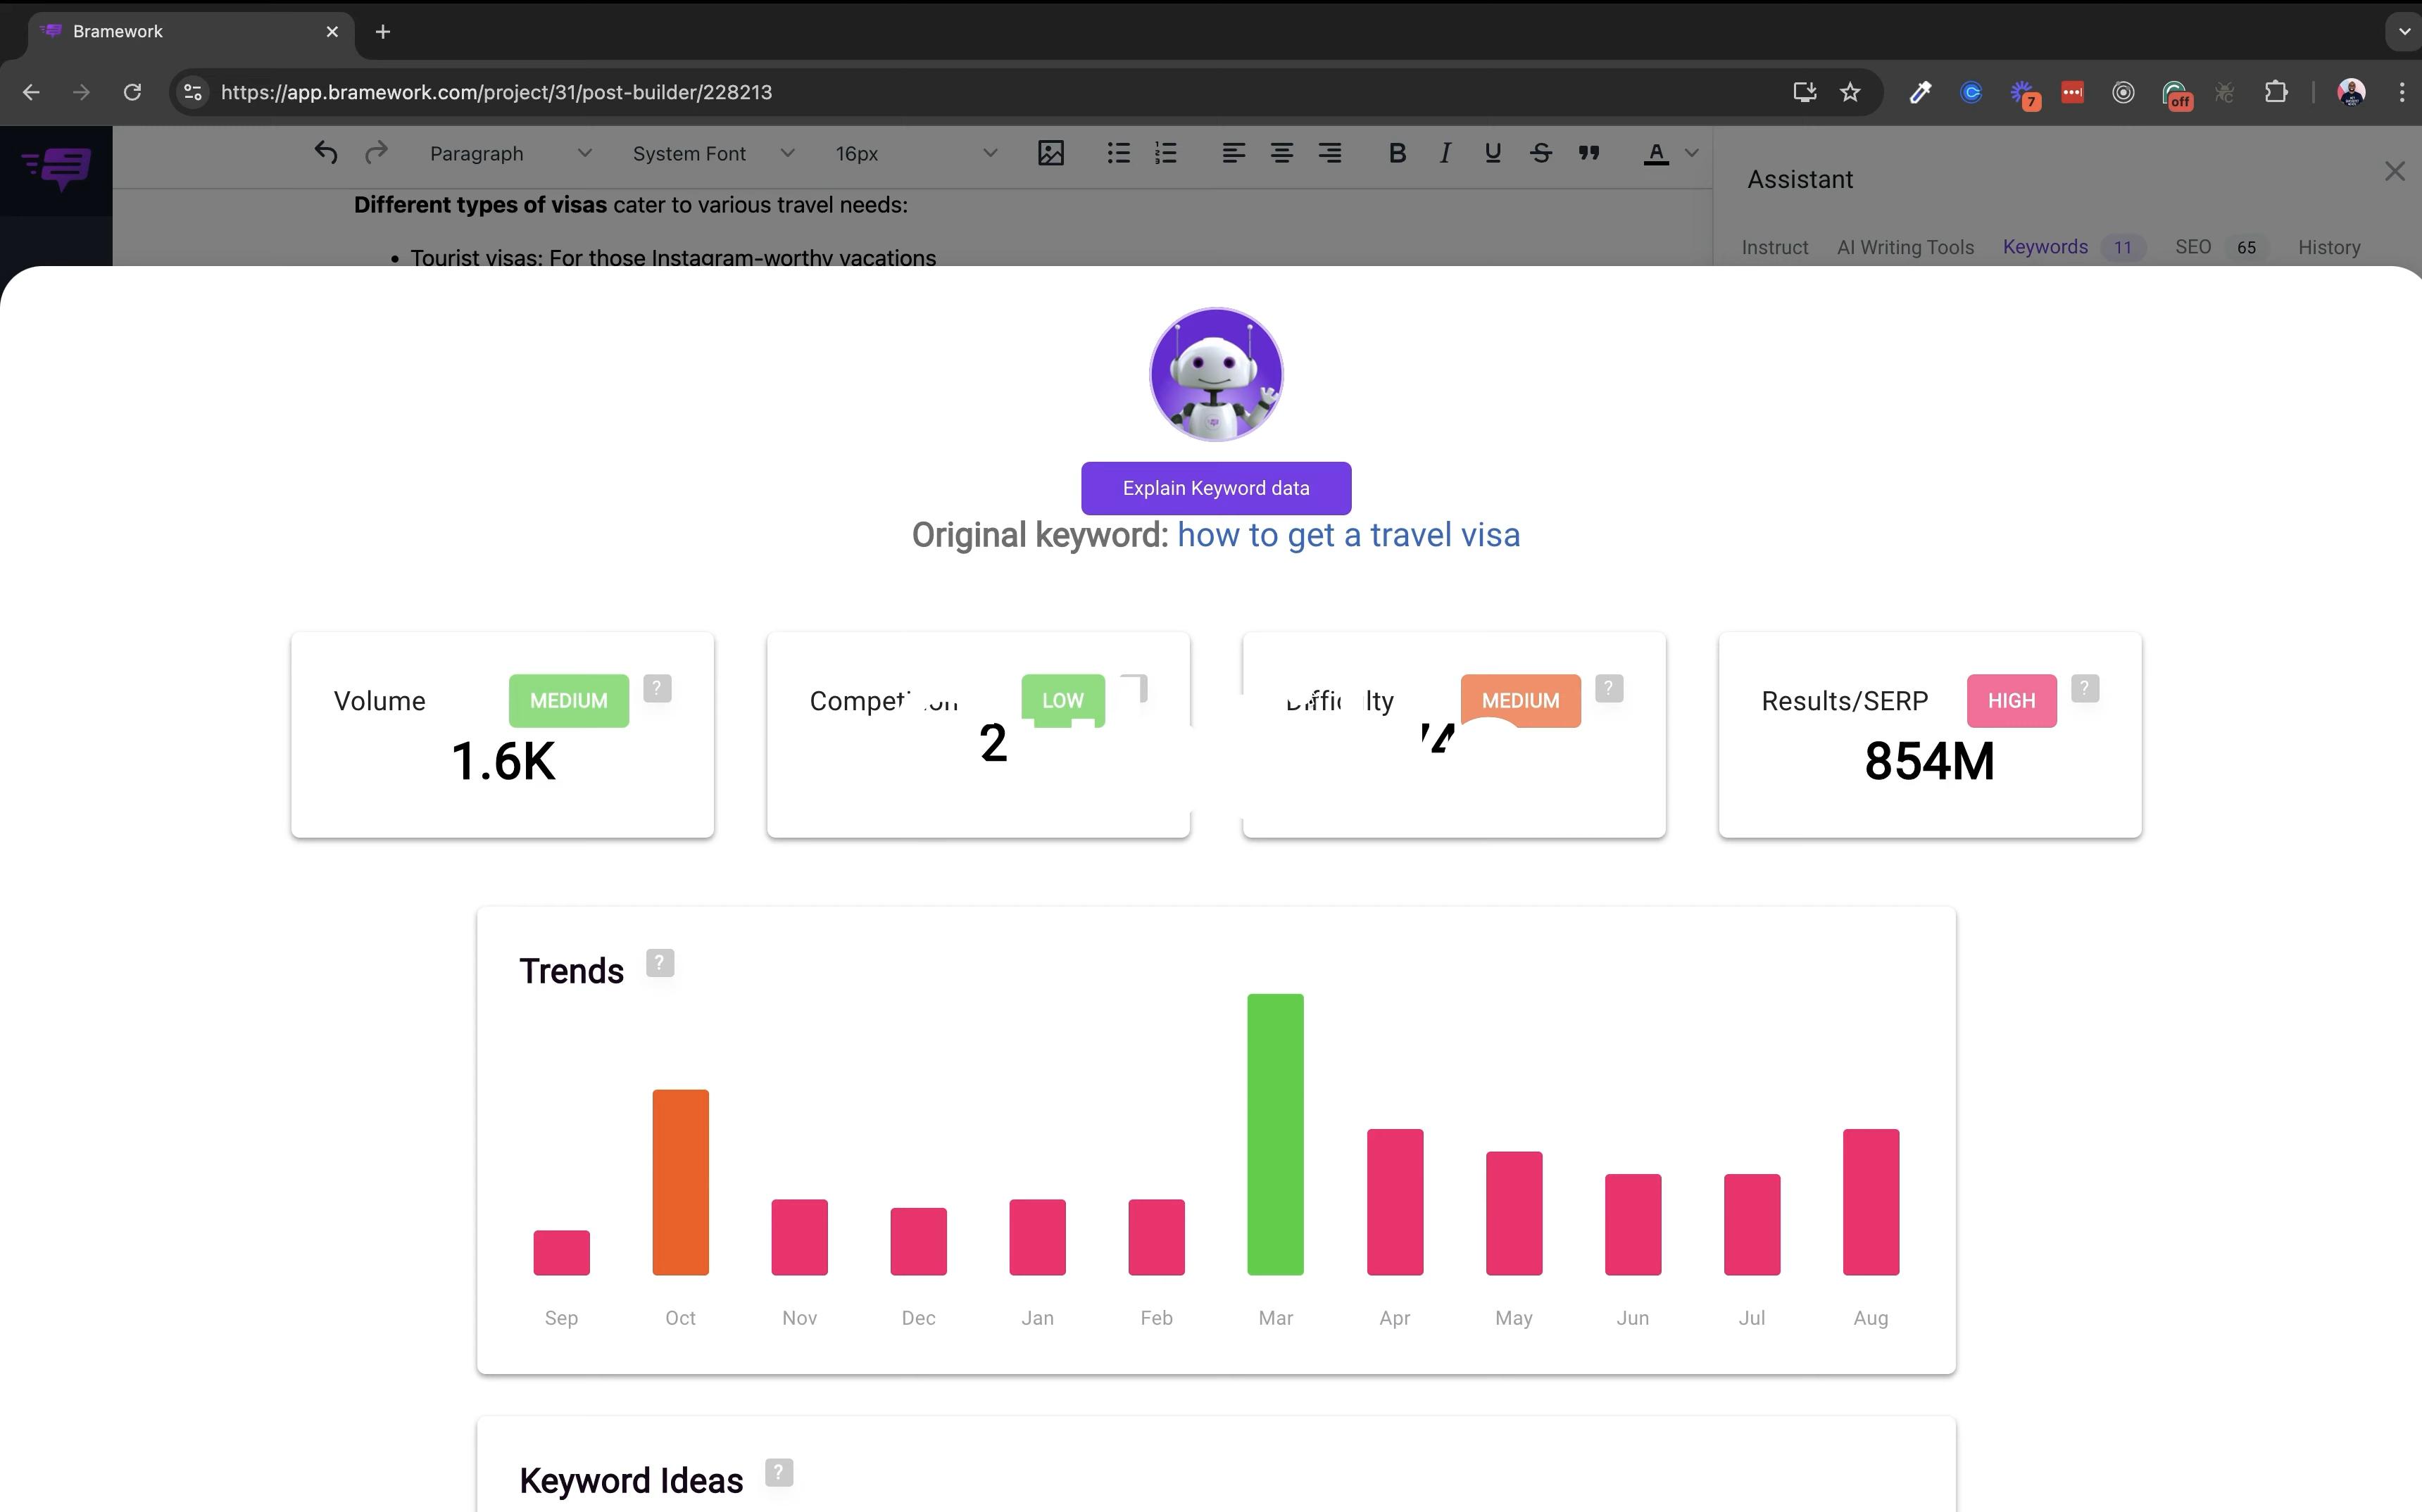 Bramework
https://app.bramework.com/project/31/post-builder/228213
7
off
Paragraph
System Font
16px
B I U S A
Different types of visas cater to various travel needs:
• Tourist visas: For those Instagram-worthy vacations
Assistant
Instruct AI Writing Tools Keywords 11 SEO 65 History
Explain Keyword data
Original keyword: how to get a travel visa
Volume MEDIUM ?
1.6K
LOW
2
MEDIUM ?
Results/SERP HIGH ?
854M
Trends ?
Sep Oct Nov Dec Jan Feb Mar Apr May Jun Jul Aug
Keyword Ideas ?